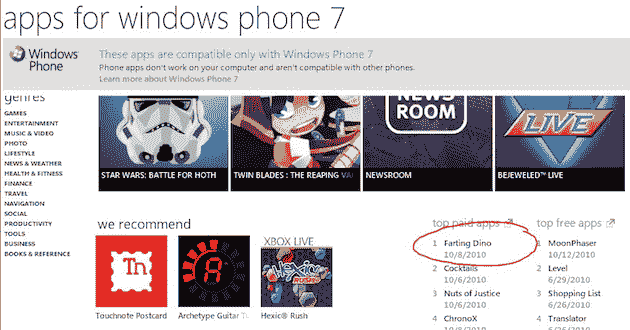 apps for windows phone 7
Windows
Phone
These apps are compatible only with Windows Phone 7
Phone apps don't work on your computer and aren't compatible with other phones.
Learn more about Windows Phone 7
genres
GAMES
ENTERTAINMENT
MUSIC & VIDEO
PHOTO
LIFESTYLE
NEWS & WEATHER
HEALTH & FITNESS
FINANCE
TRAVEL
NAVIGATION
SOCIAL
PRODUCTIVITY
TOOLS
BUSINESS
BOOKS & REFERENCE
STAR WARS: BATTLE FOR HOTH
TWIN BLADES : THE REAPING VA
NEWS
ROOM
NEWSROOM
LIVE
BEJEWELED™ LIVE
we recommend
Tn
Touchnote Postcard
A
Archetype Guitar Tu
XBOX LIVE
Hexic
RUSH
Hexic® Rush
top paid apps
1 Farting Dino
10/8/2010
2 Cocktails
10/6/2010
3 Nuts of Justice
10/6/2010
4 ChronoX
10/8/2010
top free apps
1 MoonPhaser
10/12/2010
2 Level
6/29/2010
3 Shopping List
6/26/2010
4 Translator
6/26/2010